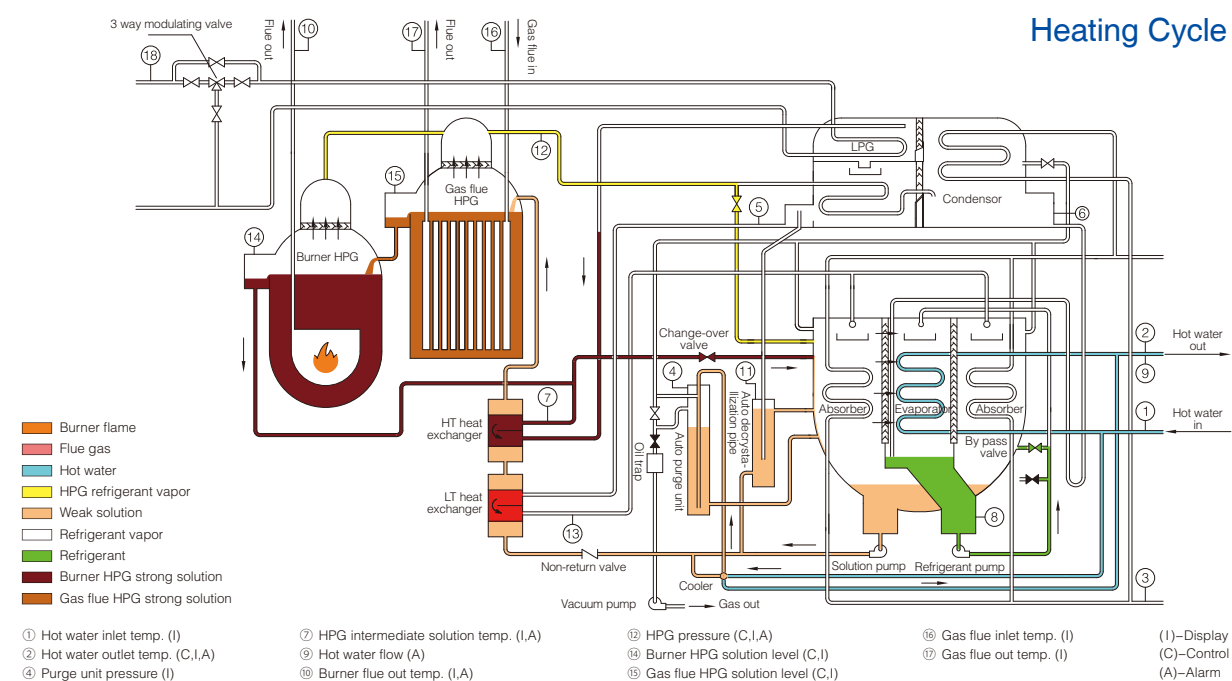 Heating Cycle
3 way modulating valve
18
Flue out
10
17
Flue out
16
Gas flue in
12
15
Gas flue
HPG
14
Burner HPG
LPG
Condensor
5
6
Change-over
valve
4
11
Auto decrysta-
llization pipe
Absorber
Evaporator
Absorber
2
Hot water
out
9
1
Hot water
in
By pass
valve
7
HT heat
exchanger
Oil trap
Auto purge unit
LT heat
exchanger
13
8
Non-return valve
Solution pump
Refrigerant pump
Cooler
3
Vacuum pump
Gas out
Burner flame
Flue gas
Hot water
HPG refrigerant vapor
Weak solution
Refrigerant vapor
Refrigerant
Burner HPG strong solution
Gas flue HPG strong solution
① Hot water inlet temp. (I)
② Hot water outlet temp. (C,I,A)
④ Purge unit pressure (I)
⑦ HPG intermediate solution temp. (I,A)
⑨ Hot water flow (A)
⑩ Burner flue out temp. (I,A)
⑫ HPG pressure (C,I,A)
⑭ Burner HPG solution level (C,I)
⑮ Gas flue HPG solution level (C,I)
⑯ Gas flue inlet temp. (I)
⑰ Gas flue out temp. (I)
(I)–Display
(C)–Control
(A)–Alarm